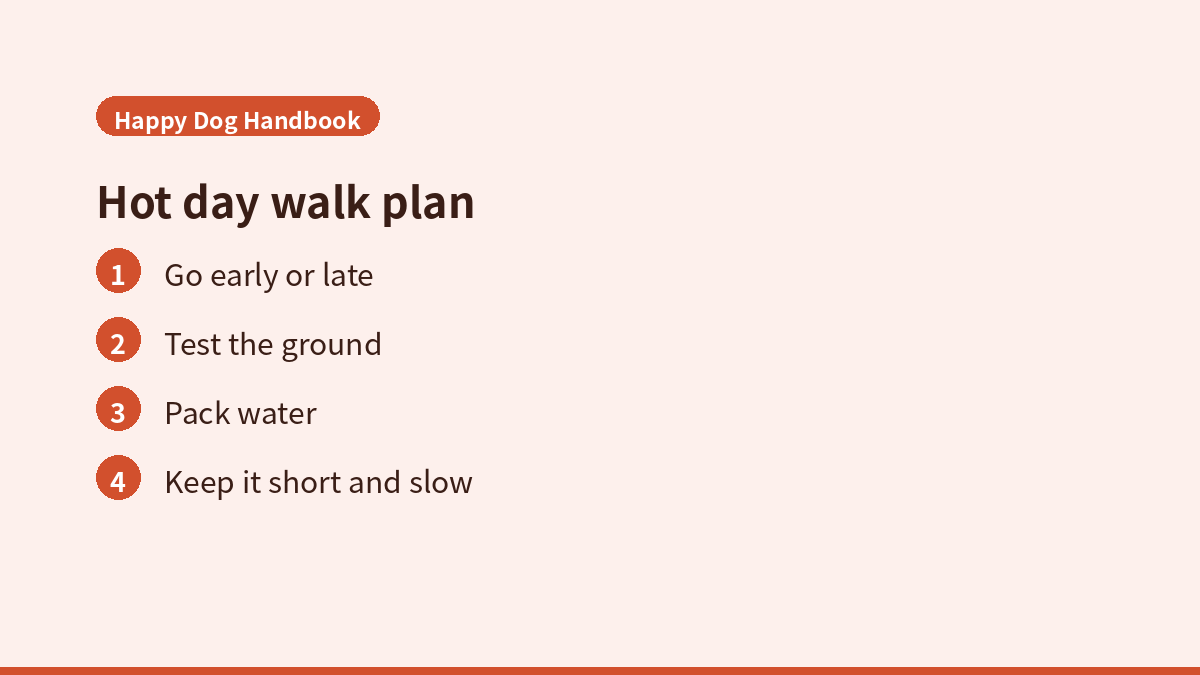 Happy Dog Handbook
Hot day walk plan
1 Go early or late
2 Test the ground
3 Pack water
4 Keep it short and slow